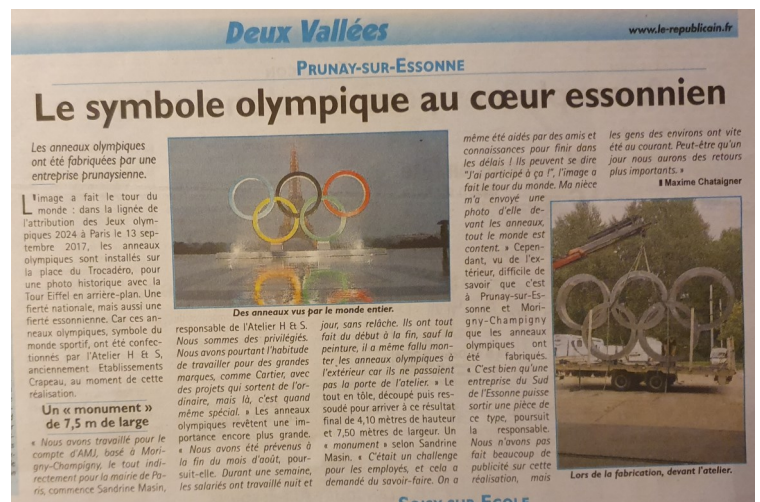 Deux Vallées
www.le-republicain.fr
PRUNAY-SUR-ESSONNE
Le symbole olympique au cœur essonnien
Les anneaux olympiques
ont été fabriquées par une
entreprise prunaysienne.
L'image a fait le tour du
monde : dans la lignée de
l'attribution des Jeux olym-
piques 2024 à Paris le 13 sep-
tembre 2017, les anneaux
olympiques sont installés sur
la place du Trocadéro, pour
une photo historique avec la
Tour Eiffel en arrière-plan. Une
fierté nationale, mais aussi une
fierté essonnienne. Car ces an-
neaux olympiques, symbole du
monde sportif, ont été confec-
tionnés par l'Atelier H & S,
anciennement Etablissements
Crapeau, au moment de cette
réalisation.
Un « monument »
de 7,5 m de large
« Nous avons travaillé pour le
compte d'AMJ, basé à Mori-
gny-Champigny, le tout indi-
rectement pour la mairie de Pa-
ris, commence Sandrine Masin,
Des anneaux vus par le monde entier.
responsable de l'Atelier H & S.
Nous sommes des privilégiés.
Nous avons pourtant l'habitude
de travailler pour des grandes
marques, comme Cartier, avec
des projets qui sortent de l'or-
dinaire, mais là, c'est quand
même spécial. » Les anneaux
olympiques revêtent une im-
portance encore plus grande.
« Nous avons été prévenus à
la fin du mois d'août, pour-
suit-elle. Durant une semaine,
les salariés ont travaillé nuit et
jour, sans relâche. Ils ont tout
fait du début à la fin, sauf la
peinture, il a même fallu mon-
ter les anneaux olympiques à
l'extérieur car ils ne passaient
pas la porte de l'atelier. » Le
tout en tôle, découpé puis res-
soudé pour arriver à ce résultat
final de 4,10 mètres de hauteur
et 7,50 mètres de largeur. Un
« monument » selon Sandrine
Masin. « C'était un challenge
pour les employés, et cela a
demandé du savoir-faire. On a
même été aidés par des amis et
connaissances pour finir dans
les délais ! Ils peuvent se dire
"J'ai participé à ça !", l'image a
fait le tour du monde. Ma nièce
m'a envoyé une
photo d'elle de-
vant les anneaux,
tout le monde est
content. » Cepen-
dant, vu de l'ex-
térieur, difficile de
savoir que c'est
à Prunay-sur-Es-
sonne et Mori-
gny-Champigny
que les anneaux
olympiques ont
été fabriqués.
« C'est bien qu'une
entreprise du Sud
de l'Essonne puisse
sortir une pièce de
ce type, poursuit
la responsable.
Nous n'avons pas
fait beaucoup de
publicité sur cette
réalisation, mais
les gens des environs ont vite
été au courant. Peut-être qu'un
jour nous aurons des retours
plus importants. »
Maxime Chataigner
Lors de la fabrication, devant l'atelier.